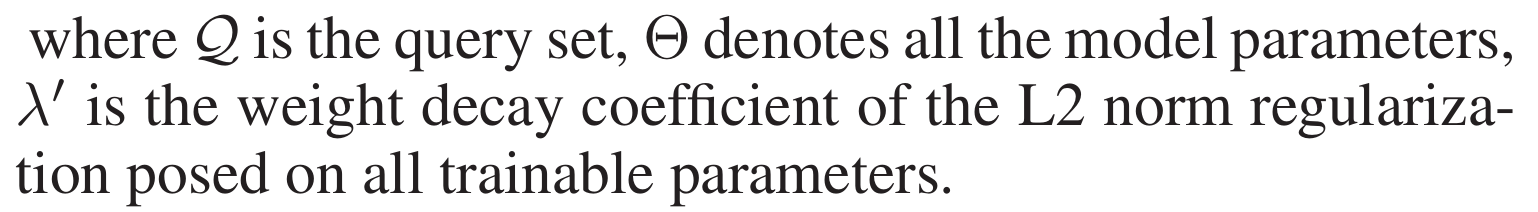 where 𝒬 is the query set, Θ denotes all the model parameters,
λ′ is the weight decay coefficient of the L2 norm regulariza-
tion posed on all trainable parameters.